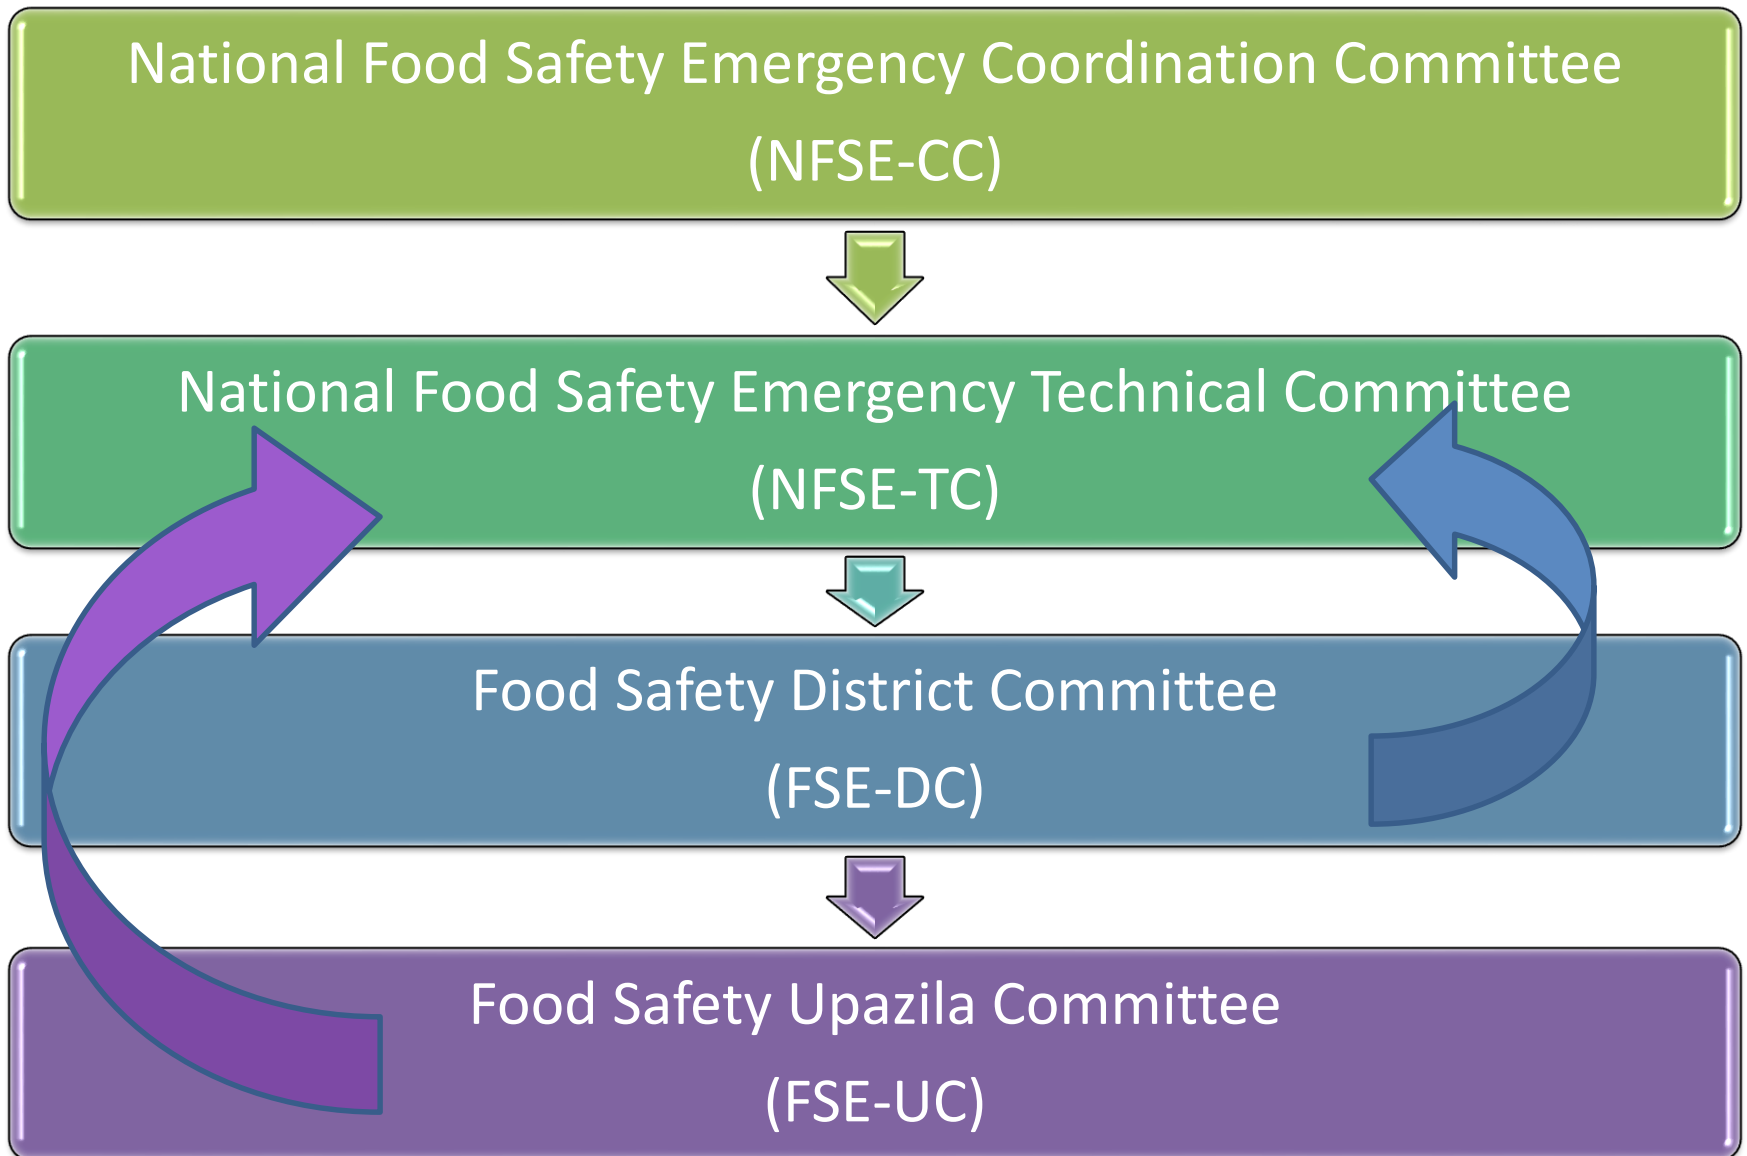 National Food Safety Emergency Coordination Committee
(NFSE-CC)
National Food Safety Emergency Technical Committee
(NFSE-TC)
Food Safety District Committee
(FSE-DC)
Food Safety Upazila Committee
(FSE-UC)